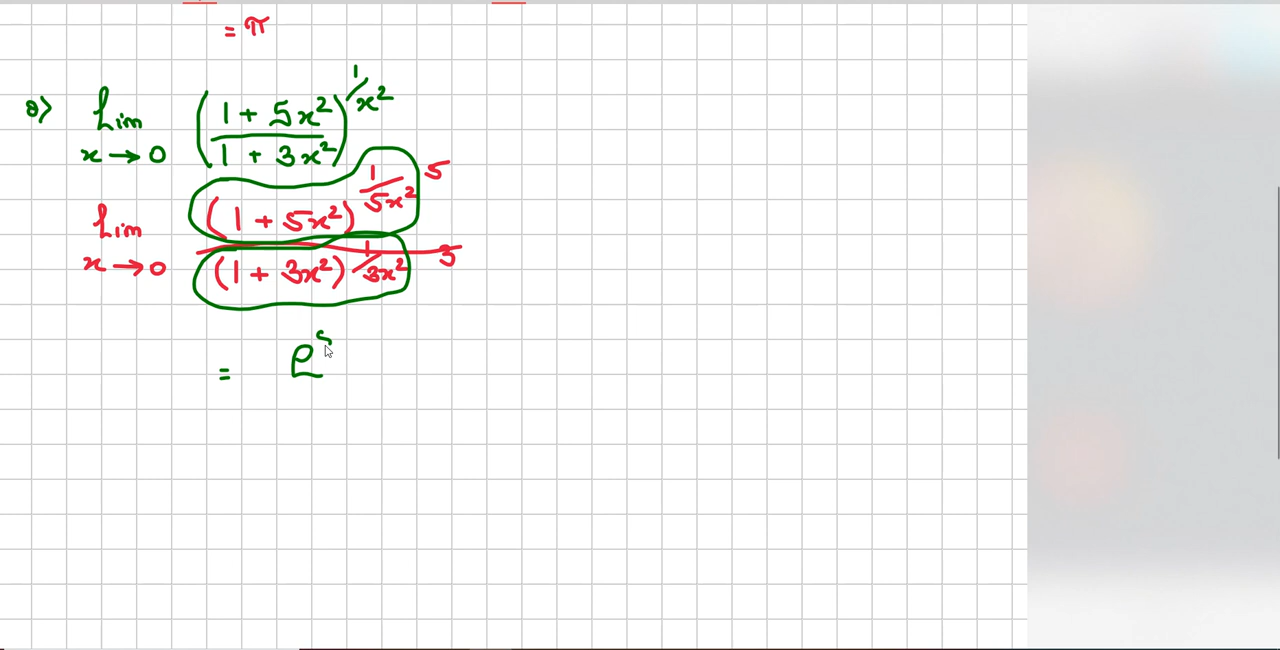 = π
8) Lim ((1 + 5x²)/(1 + 3x²))^(1/x²)
x → 0
Lim ((1 + 5x²)^(1/5x²))^5 / ((1 + 3x²)^(1/3x²))^3
x → 0
= e^5